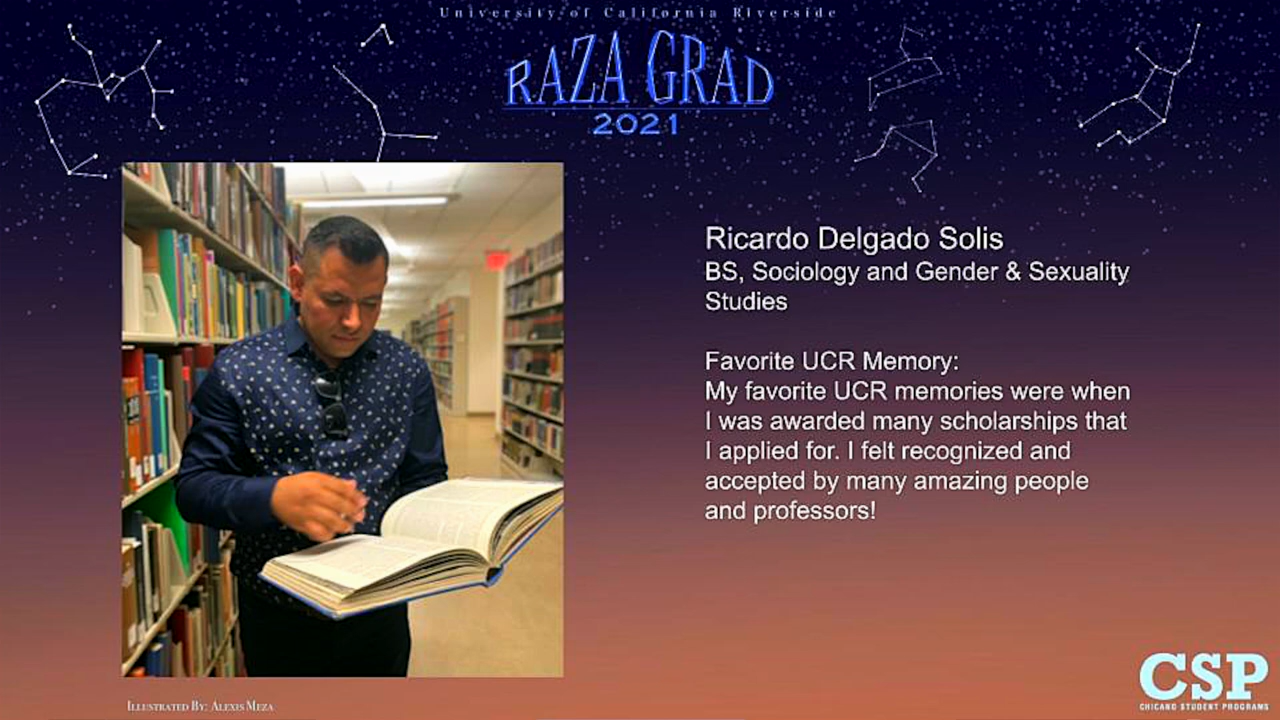 University of California Riverside
RAZA GRAD
2021
Ricardo Delgado Solis
BS, Sociology and Gender & Sexuality
Studies
Favorite UCR Memory:
My favorite UCR memories were when
I was awarded many scholarships that
I applied for. I felt recognized and
accepted by many amazing people
and professors!
Illustrated By: Alexis Meza
CSP
CHICANO STUDENT PROGRAMS